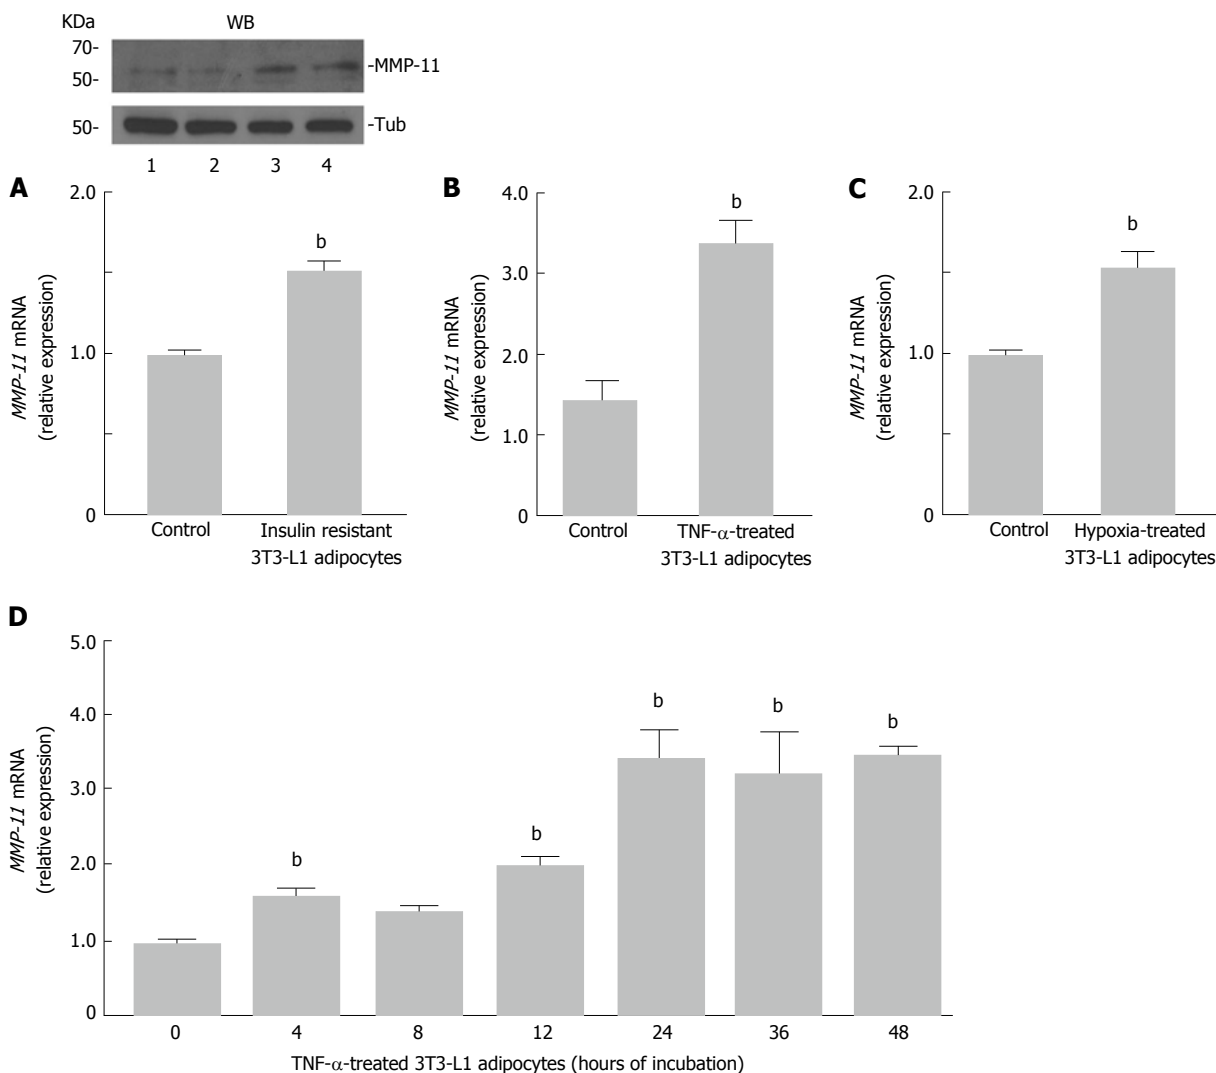 KDa
WB
70-
-MMP-11
50-
50-
-Tub
1 2 3 4
A
2.0
1.0
0
MMP-11 mRNA
(relative expression)
b
Control
Insulin resistant
3T3-L1 adipocytes
B
4.0
3.0
2.0
1.0
0
MMP-11 mRNA
(relative expression)
b
Control
TNF-α-treated
3T3-L1 adipocytes
C
2.0
1.0
0
MMP-11 mRNA
(relative expression)
b
Control
Hypoxia-treated
3T3-L1 adipocytes
D
5.0
4.0
3.0
2.0
1.0
0
MMP-11 mRNA
(relative expression)
b b b b b
0 4 8 12 24 36 48
TNF-α-treated 3T3-L1 adipocytes (hours of incubation)